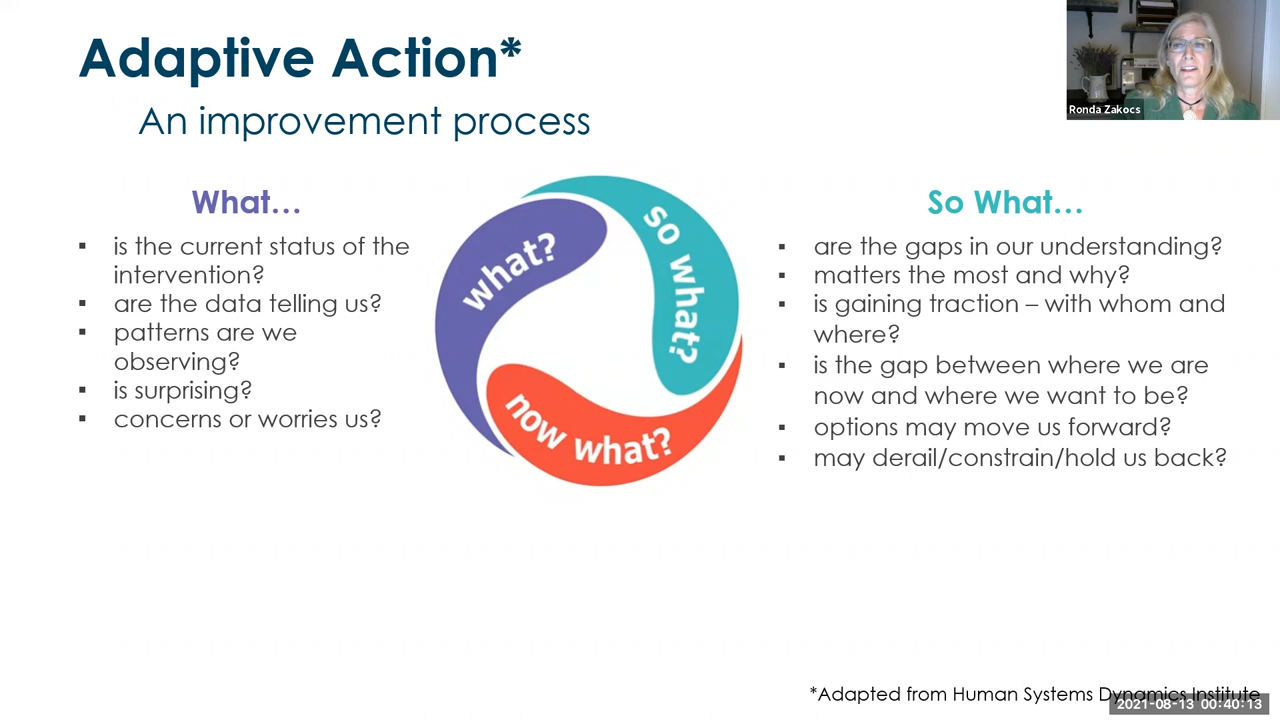 Adaptive Action*
An improvement process
Ronda Zakocs
What...
▪ is the current status of the
intervention?
▪ are the data telling us?
▪ patterns are we
observing?
▪ is surprising?
▪ concerns or worries us?
what?
so what?
now what?
So What...
▪ are the gaps in our understanding?
▪ matters the most and why?
▪ is gaining traction – with whom and
where?
▪ is the gap between where we are
now and where we want to be?
▪ options may move us forward?
▪ may derail/constrain/hold us back?
*Adapted from Human Systems Dynamics Institute
2021-08-13 00:40:13